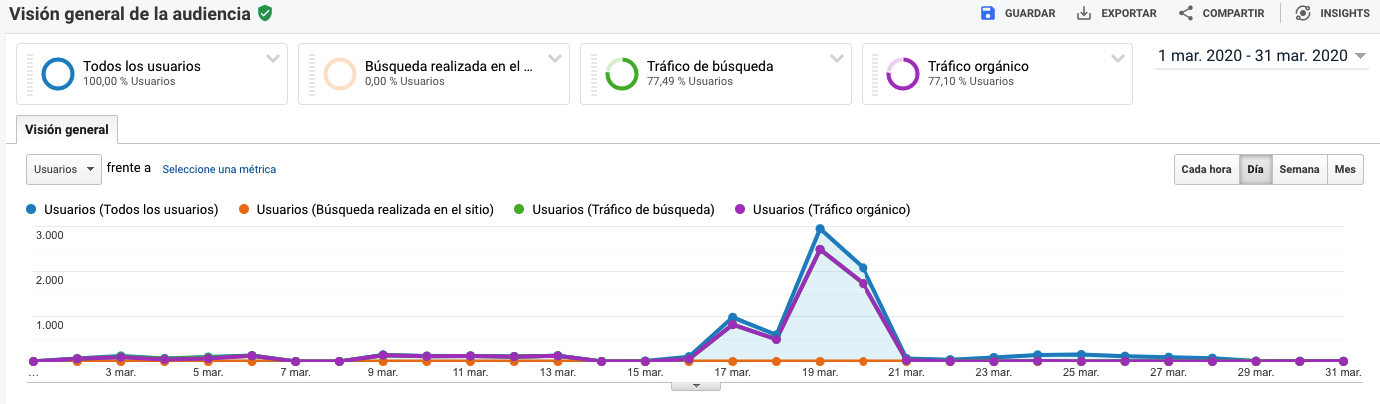 Visión general de la audiencia
GUARDAR EXPORTAR COMPARTIR INSIGHTS
Todos los usuarios
100,00 % Usuarios
Búsqueda realizada en el ...
0,00 % Usuarios
Tráfico de búsqueda
77,49 % Usuarios
Tráfico orgánico
77,10 % Usuarios
1 mar. 2020 - 31 mar. 2020
Visión general
Usuarios frente a Seleccione una métrica
Cada hora Día Semana Mes
Usuarios (Todos los usuarios) Usuarios (Búsqueda realizada en el sitio) Usuarios (Tráfico de búsqueda) Usuarios (Tráfico orgánico)
3.000
2.000
1.000
... 3 mar. 5 mar. 7 mar. 9 mar. 11 mar. 13 mar. 15 mar. 17 mar. 19 mar. 21 mar. 23 mar. 25 mar. 27 mar. 29 mar. 31 mar.